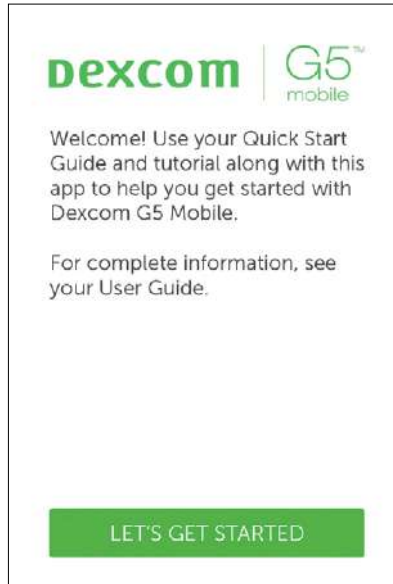 Dexcom G5™
mobile
Welcome! Use your Quick Start
Guide and tutorial along with this
app to help you get started with
Dexcom G5 Mobile.
For complete information, see
your User Guide.
LET'S GET STARTED